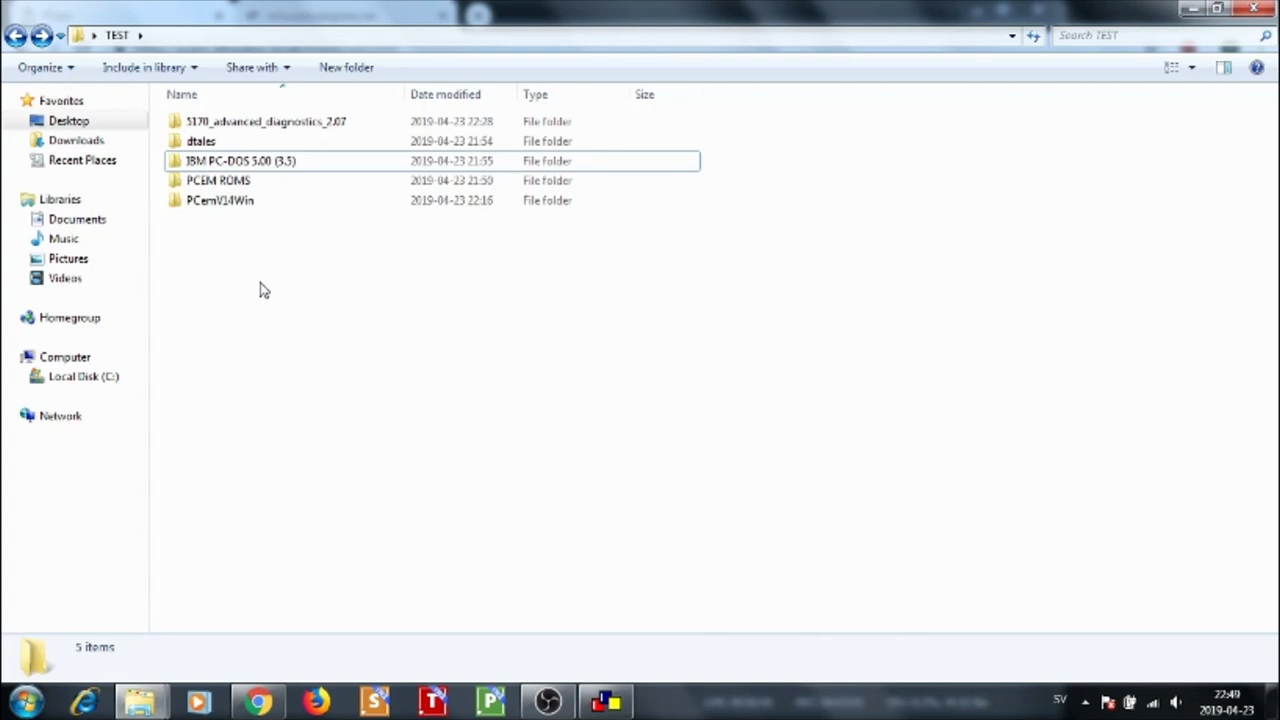 TEST
Search TEST
Organize
Include in library
Share with
New folder
Name
Date modified
Type
Size
Favorites
Desktop
Downloads
Recent Places
Libraries
Documents
Music
Pictures
Videos
Homegroup
Computer
Local Disk (C:)
Network
5170_advanced_diagnostics_2.07 2019-04-23 22:28 File folder
dtales 2019-04-23 21:54 File folder
IBM PC-DOS 5.00 (3.5) 2019-04-23 21:55 File folder
PCEM ROMS 2019-04-23 21:50 File folder
PCemV14Win 2019-04-23 22:16 File folder
5 items
S
T
P
SV
22:49
2019-04-23